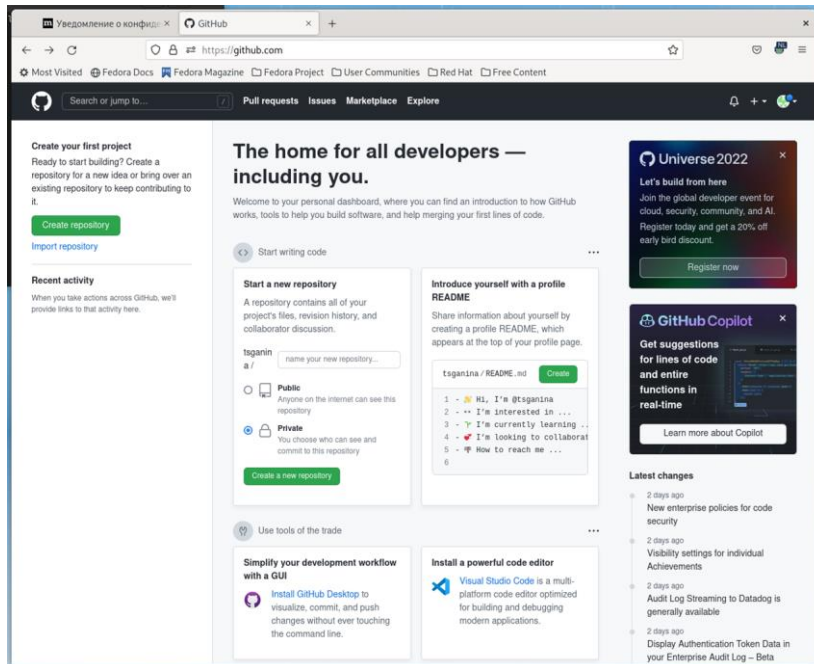 Уведомление о конфиде
GitHub
https://github.com
Most Visited
Fedora Docs
Fedora Magazine
Fedora Project
User Communities
Red Hat
Free Content
Search or jump to...
/
Pull requests
Issues
Marketplace
Explore
Create your first project
Ready to start building? Create a
repository for a new idea or bring over an
existing repository to keep contributing to
it.
Create repository
Import repository
Recent activity
When you take actions across GitHub, we'll
provide links to that activity here.
The home for all developers —
including you.
Welcome to your personal dashboard, where you can find an introduction to how GitHub
works, tools to help you build software, and help merging your first lines of code.
Start writing code
Start a new repository
A repository contains all of your
project's files, revision history, and
collaborator discussion.
tsganin
a /
name your new repository...
Public
Anyone on the internet can see this
repository
Private
You choose who can see and
commit to this repository
Create a new repository
Introduce yourself with a profile
README
Share information about yourself by
creating a profile README, which
appears at the top of your profile page.
tsganina/README.md
Create
1 - 👋 Hi, I'm @tsganina
2 - 👀 I'm interested in ...
3 - 🌱 I'm currently learning ..
4 - 💞️ I'm looking to collaborat
5 - 📫 How to reach me ...
6
Use tools of the trade
Simplify your development workflow
with a GUI
Install GitHub Desktop to
visualize, commit, and push
changes without ever touching
the command line.
Install a powerful code editor
Visual Studio Code is a multi-
platform code editor optimized
for building and debugging
modern applications.
Universe 2022
Let's build from here
Join the global developer event for
cloud, security, community, and AI.
Register today and get a 20% off
early bird discount.
Register now
GitHub Copilot
Get suggestions
for lines of code
and entire
functions in
real-time
Learn more about Copilot
Latest changes
2 days ago
New enterprise policies for code
security
2 days ago
Visibility settings for individual
Achievements
2 days ago
Audit Log Streaming to Datadog is
generally available
2 days ago
Display Authentication Token Data in
your Enterprise Audit Log – Beta